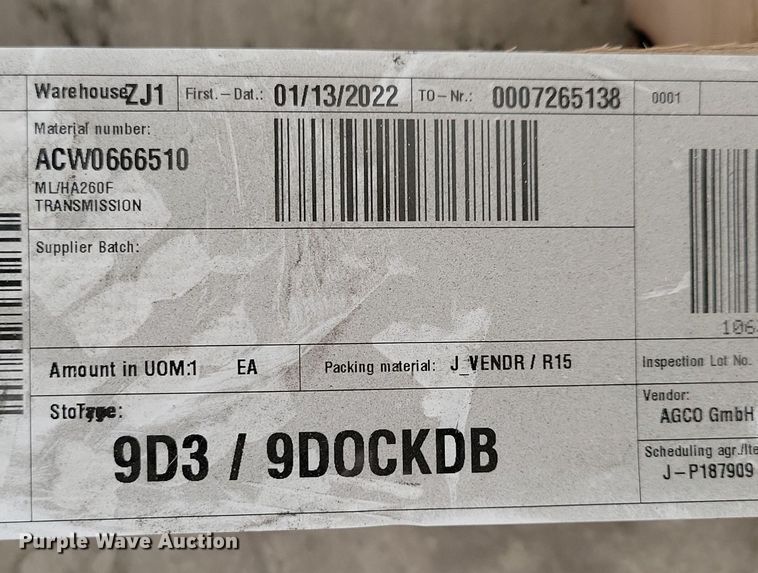 Warehouse ZJ1 First.-Dat.: 01/13/2022 TO-Nr.: 0007265138 0001
Material number:
ACW0666510
ML/HA260F
TRANSMISSION
Supplier Batch:
106
Amount in UOM:1 EA Packing material: J_VENDR / R15 Inspection Lot No.
Vendor:
AGCO GmbH
9D3 / 9DOCKDB
Scheduling agr./Ite
J-P187909
Purple Wave Auction